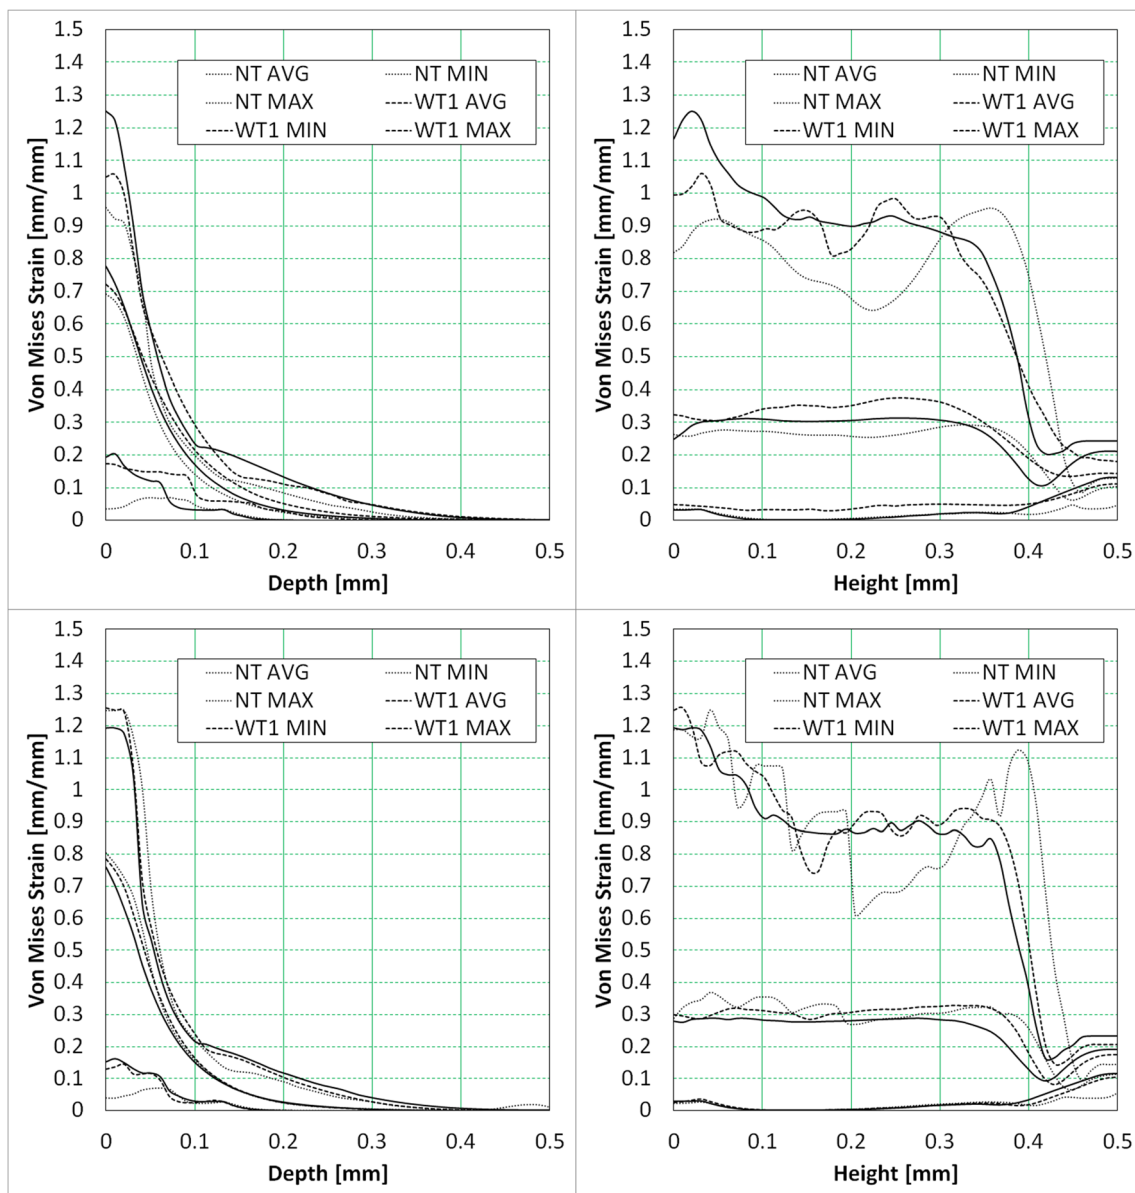 1.5
1.4
1.3
1.2
1.1
1
0.9
0.8
0.7
0.6
0.5
0.4
0.3
0.2
0.1
0
Von Mises Strain [mm/mm]
NT AVG NT MIN
NT MAX WT1 AVG
WT1 MIN WT1 MAX
0 0.1 0.2 0.3 0.4 0.5
Depth [mm]
1.5
1.4
1.3
1.2
1.1
1
0.9
0.8
0.7
0.6
0.5
0.4
0.3
0.2
0.1
0
Von Mises Strain [mm/mm]
NT AVG NT MIN
NT MAX WT1 AVG
WT1 MIN WT1 MAX
0 0.1 0.2 0.3 0.4 0.5
Height [mm]
1.5
1.4
1.3
1.2
1.1
1
0.9
0.8
0.7
0.6
0.5
0.4
0.3
0.2
0.1
0
Von Mises Strain [mm/mm]
NT AVG NT MIN
NT MAX WT1 AVG
WT1 MIN WT1 MAX
0 0.1 0.2 0.3 0.4 0.5
Depth [mm]
1.5
1.4
1.3
1.2
1.1
1
0.9
0.8
0.7
0.6
0.5
0.4
0.3
0.2
0.1
0
Von Mises Strain [mm/mm]
NT AVG NT MIN
NT MAX WT1 AVG
WT1 MIN WT1 MAX
0 0.1 0.2 0.3 0.4 0.5
Height [mm]